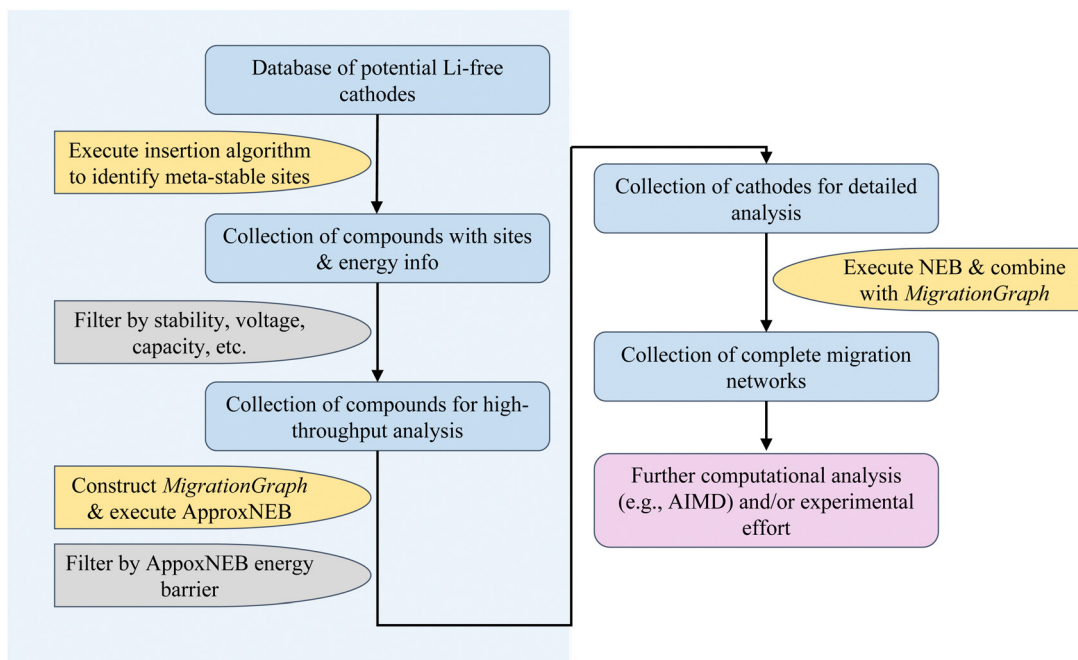 Database of potential Li-free
cathodes
Execute insertion algorithm
to identify meta-stable sites
Collection of compounds with sites
& energy info
Filter by stability, voltage,
capacity, etc.
Collection of compounds for high-
throughput analysis
Construct MigrationGraph
& execute ApproxNEB
Filter by AppoxNEB energy
barrier
Collection of cathodes for detailed
analysis
Execute NEB & combine
with MigrationGraph
Collection of complete migration
networks
Further computational analysis
(e.g., AIMD) and/or experimental
effort